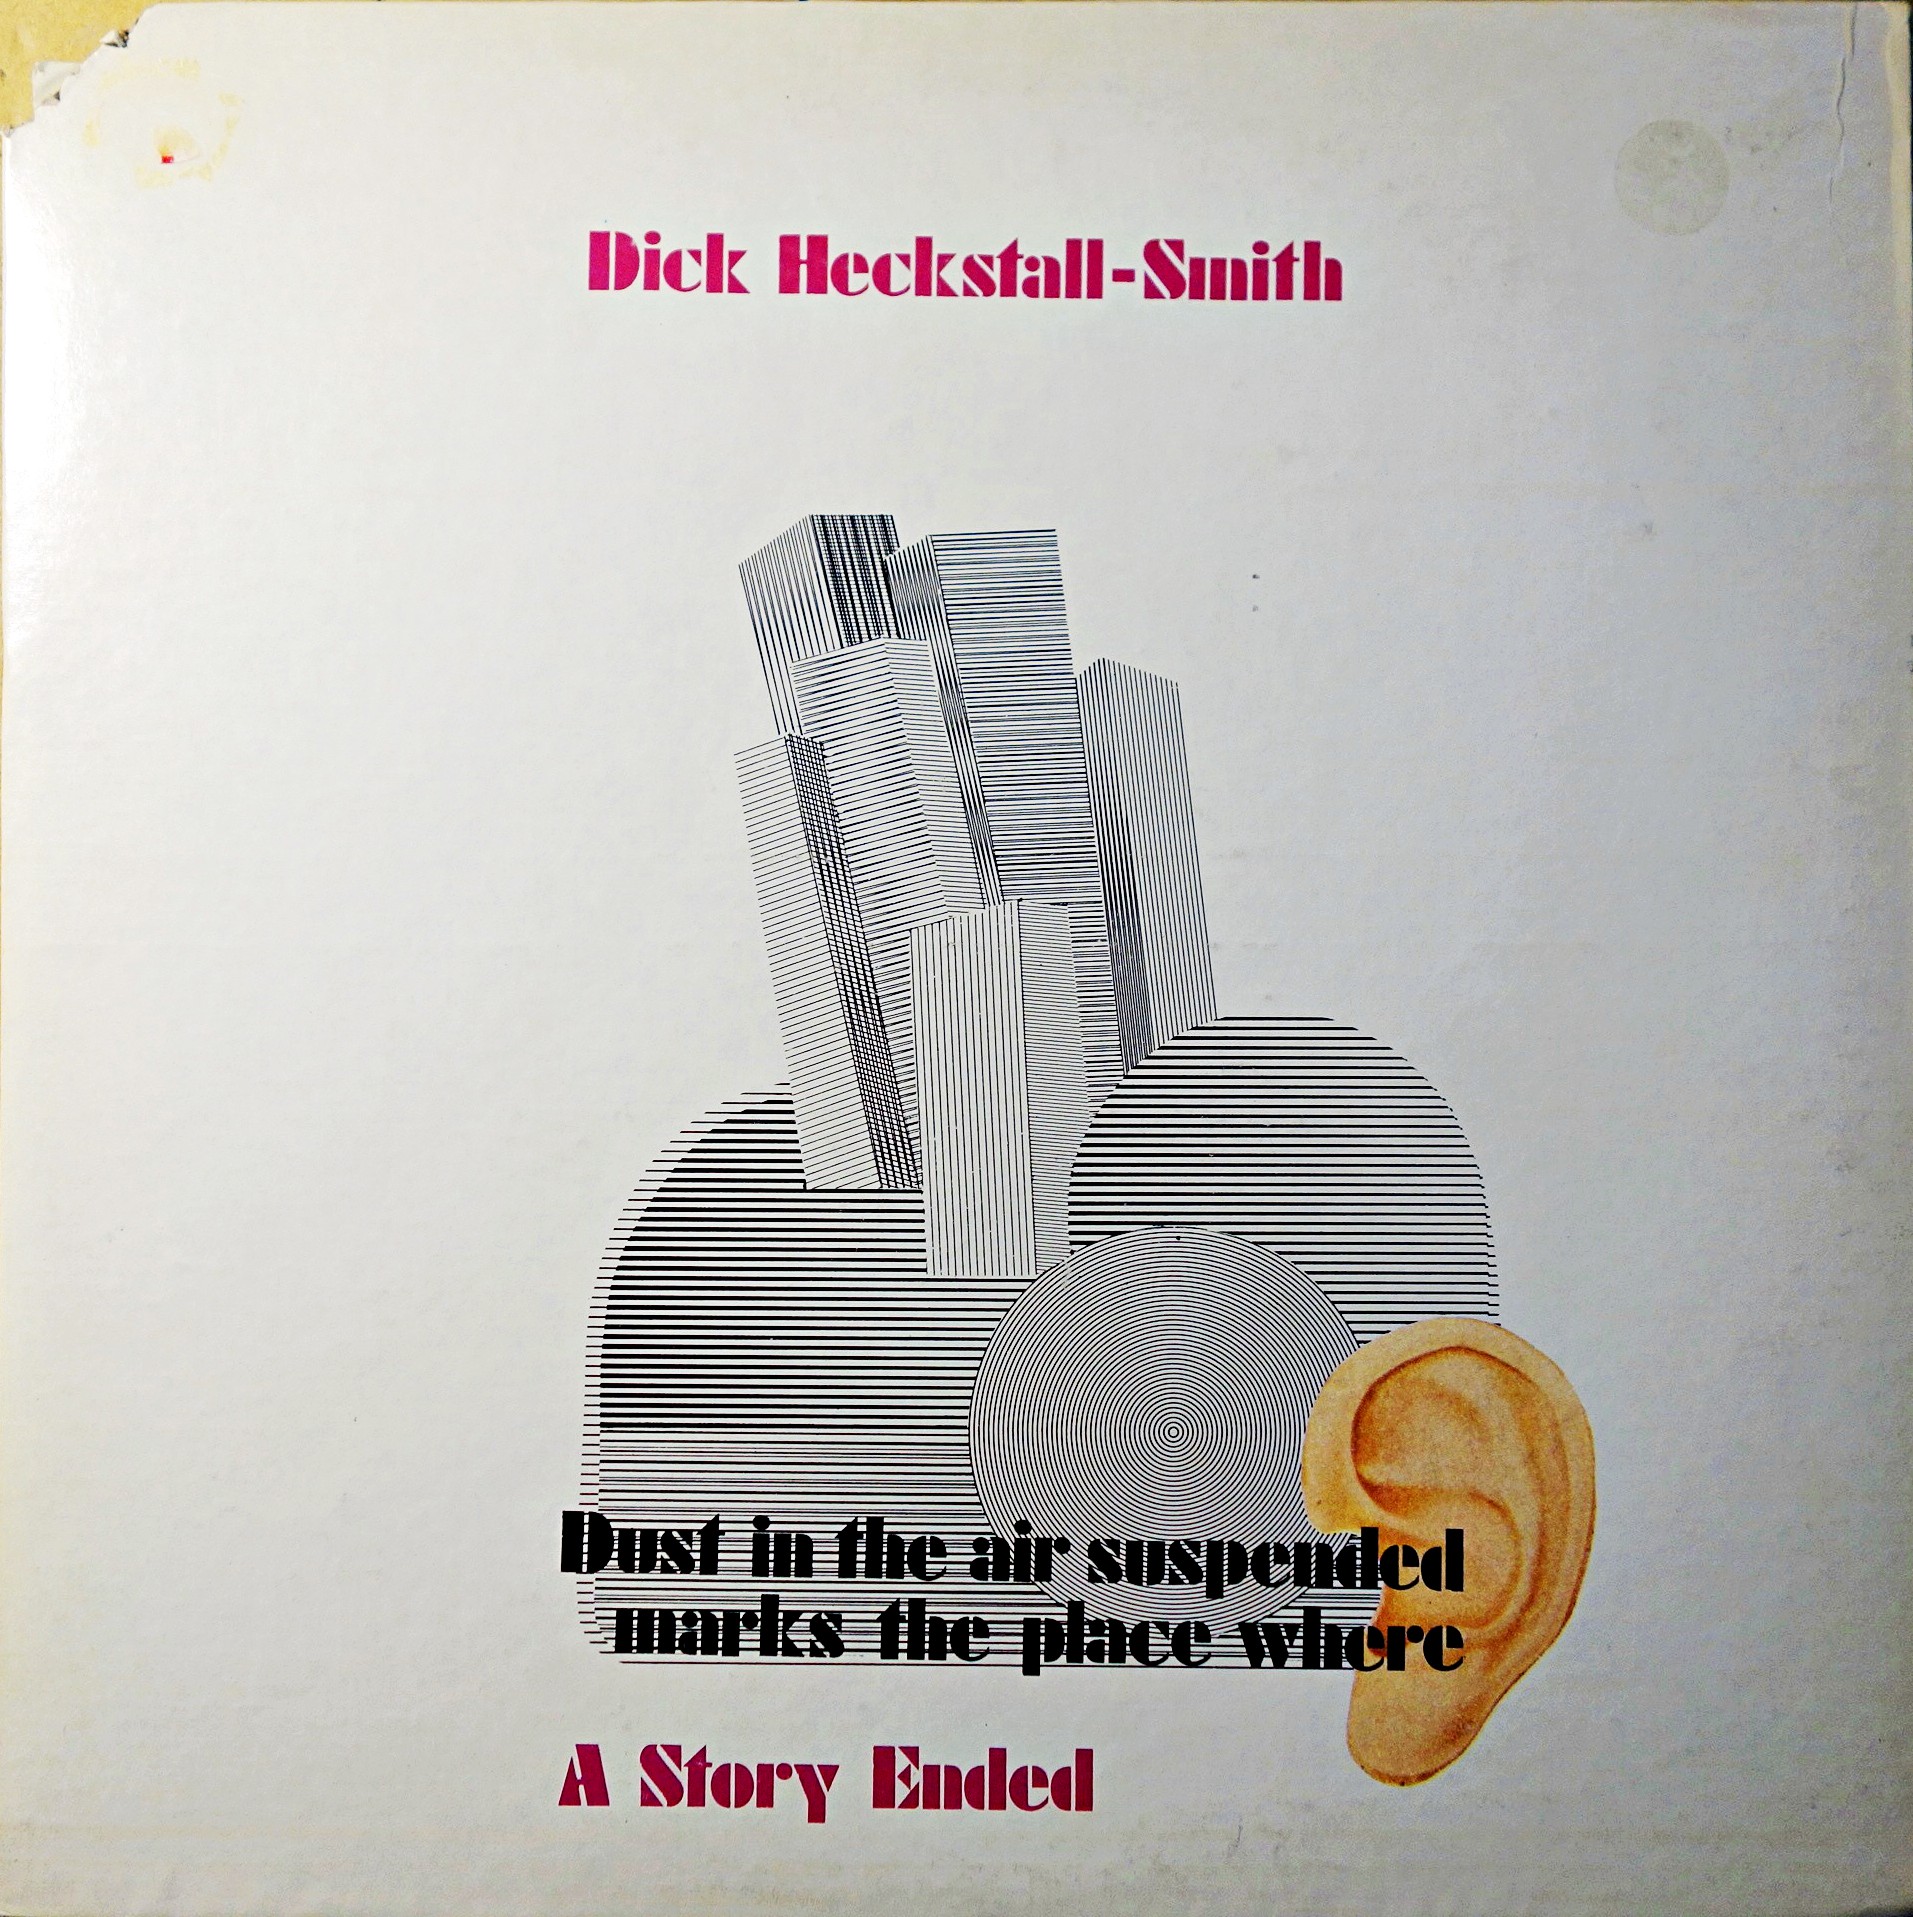 Dick Heckstall-Smith
Dust in the air suspended
marks the place where
A Story Ended